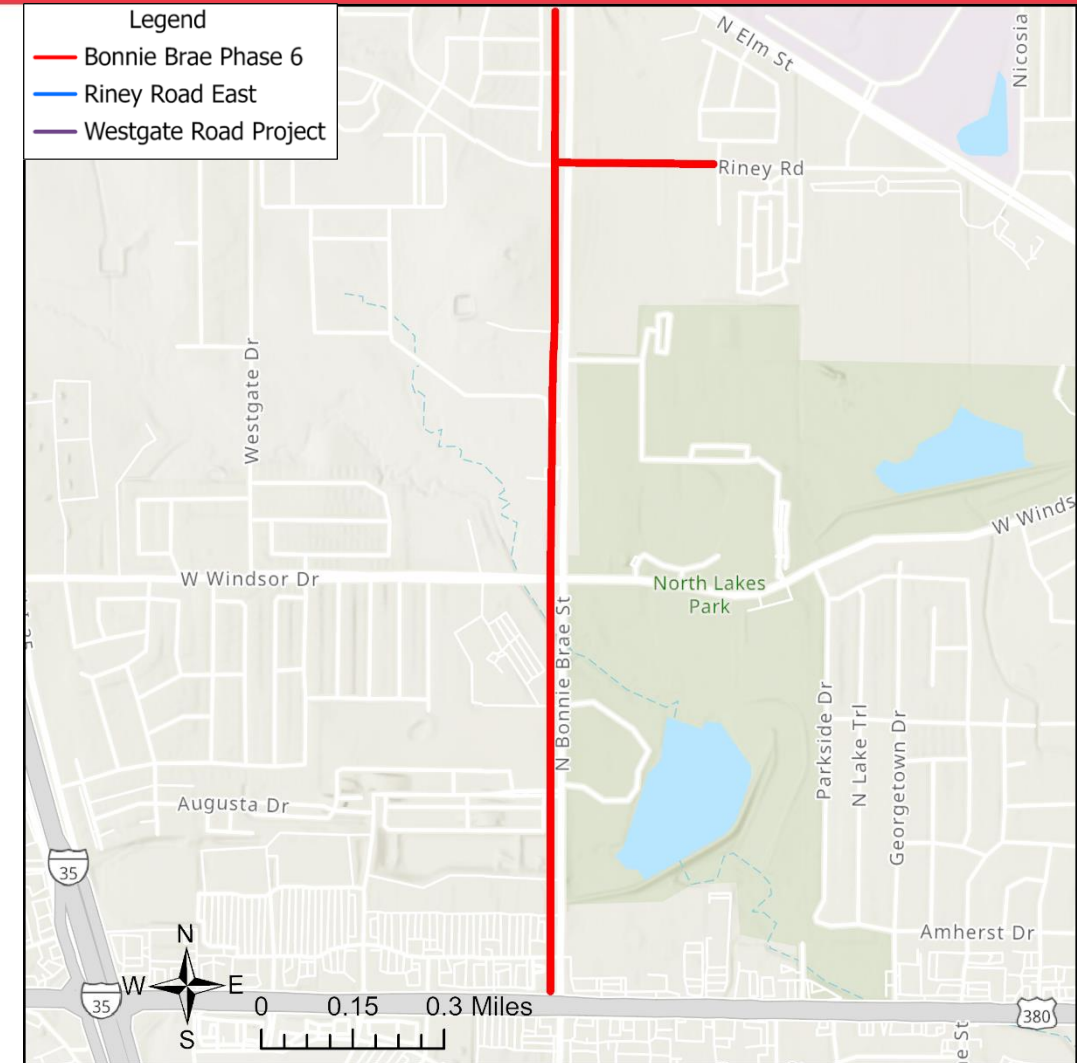 Legend
Bonnie Brae Phase 6
Riney Road East
Westgate Road Project
N Elm St
Nicosia
Riney Rd
Westgate Dr
W Windsor Dr
W Winds
North Lakes
Park
N Bonnie Brae St
Parkside Dr
N Lake Trl
Georgetown Dr
Augusta Dr
35
Amherst Dr
N
W E
S
0 0.15 0.3 Miles
35
380
e St